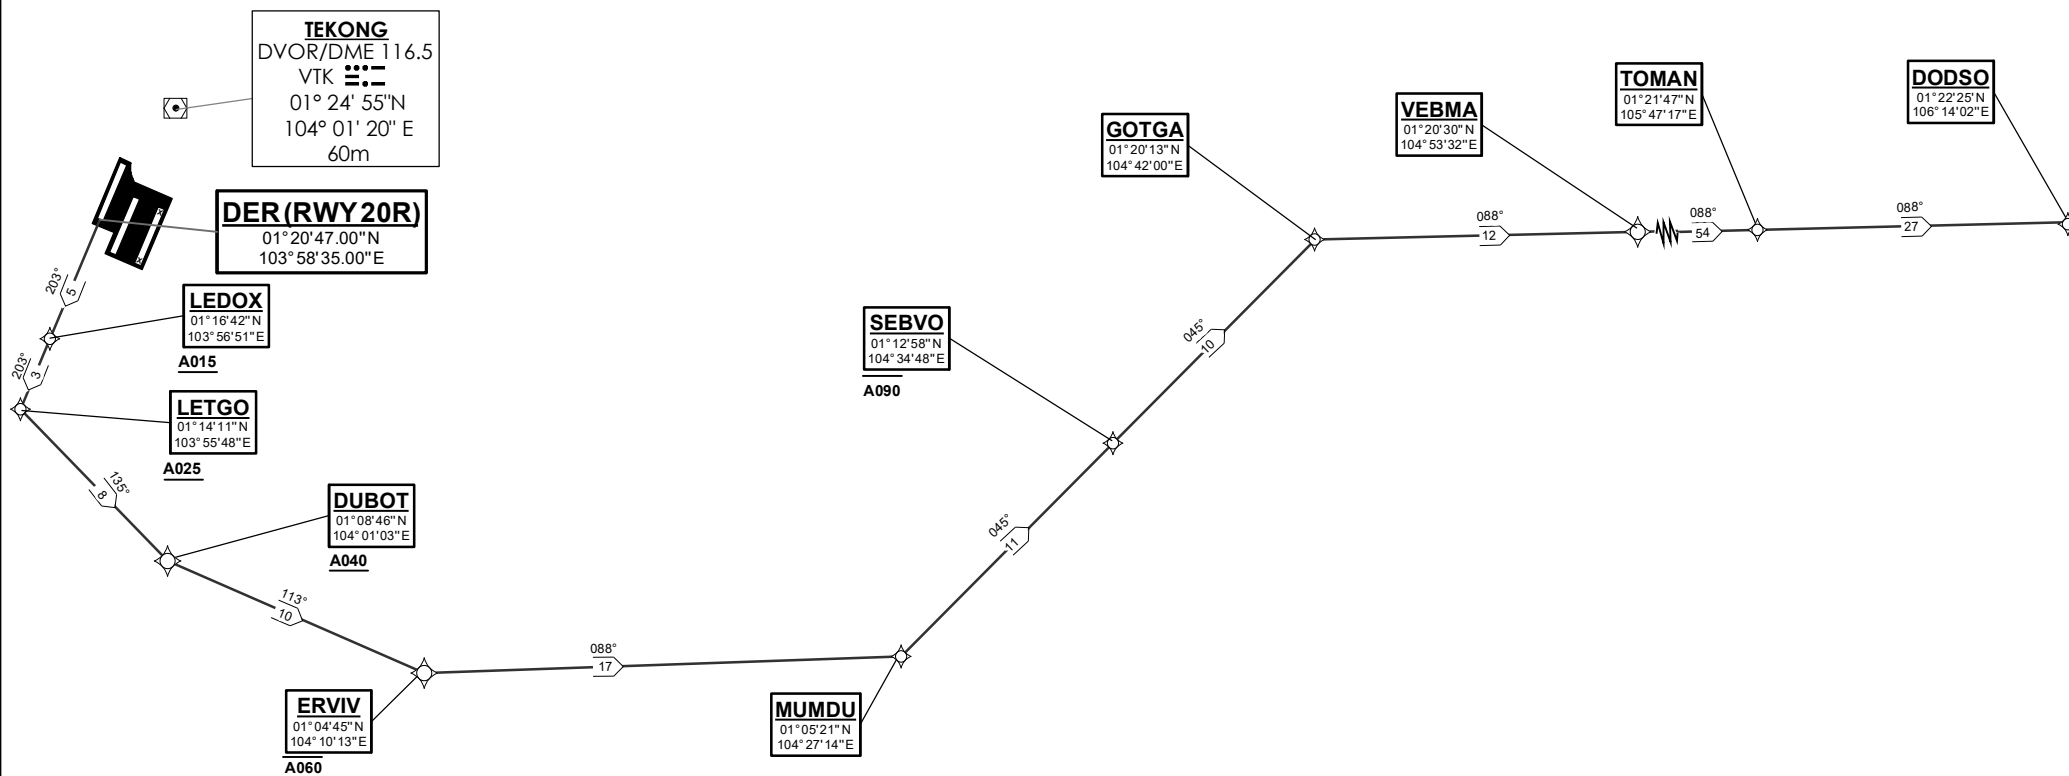 TEKONG
DVOR/DME 116.5
VTK
01° 24' 55"N
104° 01' 20" E
60m
DER (RWY 20R)
01°20'47.00"N
103°58'35.00"E
203°
5
LEDOX
01°16'42"N
103°56'51"E
A015
203°
3
LETGO
01°14'11"N
103°55'48"E
A025
135°
8
DUBOT
01°08'46"N
104°01'03"E
A040
113°
10
ERVIV
01°04'45"N
104°10'13"E
A060
088°
17
MUMDU
01°05'21"N
104°27'14"E
045°
11
SEBVO
01°12'58"N
104°34'48"E
A090
045°
10
GOTGA
01°20'13"N
104°42'00"E
088°
12
VEBMA
01°20'30"N
104°53'32"E
088°
54
TOMAN
01°21'47"N
105°47'17"E
088°
27
DODSO
01°22'25"N
106°14'02"E